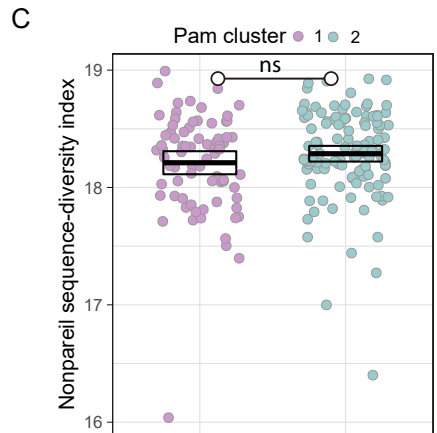 C
Pam cluster 1 2
ns
19
18
17
16
Nonpareil sequence-diversity index